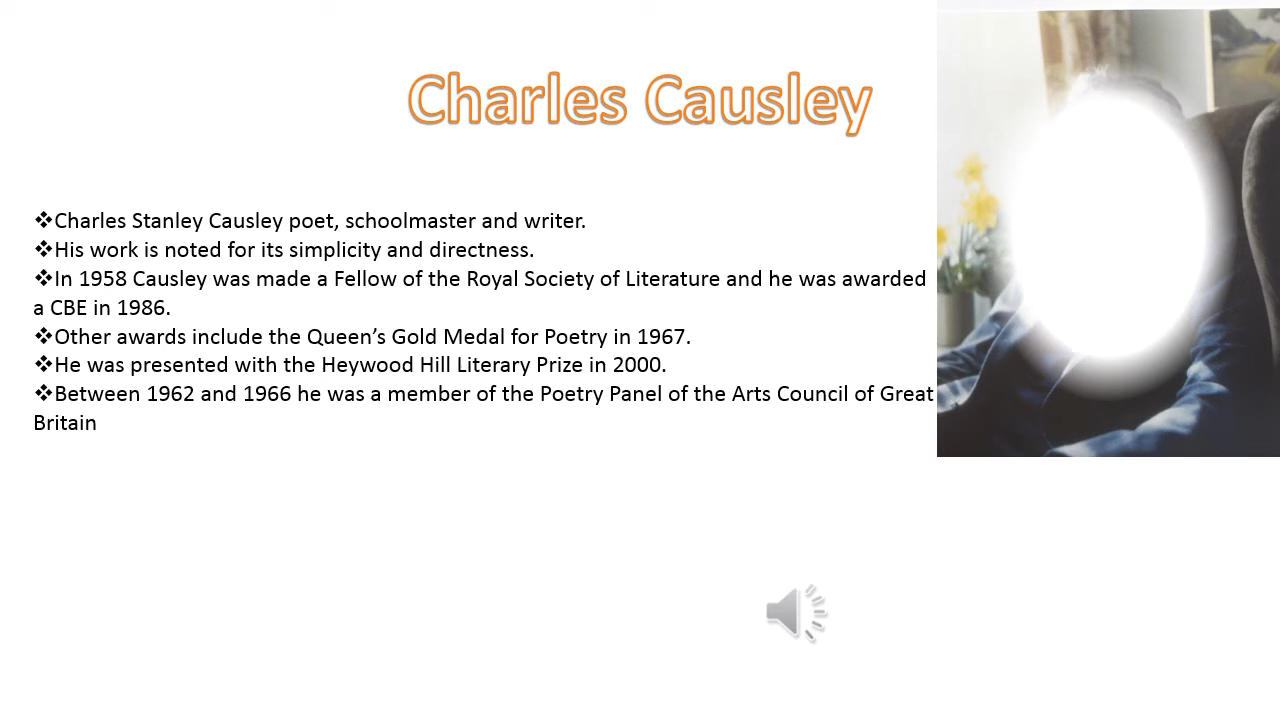 Charles Causley
❖Charles Stanley Causley poet, schoolmaster and writer.
❖His work is noted for its simplicity and directness.
❖In 1958 Causley was made a Fellow of the Royal Society of Literature and he was awarded
a CBE in 1986.
❖Other awards include the Queen’s Gold Medal for Poetry in 1967.
❖He was presented with the Heywood Hill Literary Prize in 2000.
❖Between 1962 and 1966 he was a member of the Poetry Panel of the Arts Council of Great
Britain